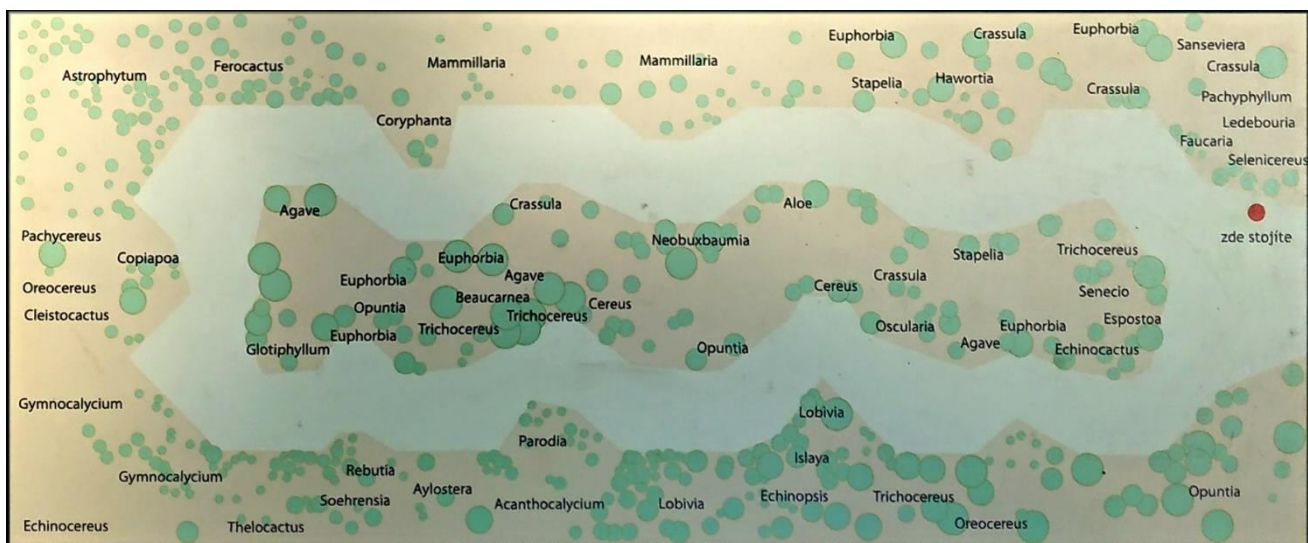 Euphorbia
Crassula
Euphorbia
Sanseviera
Astrophytum
Ferocactus
Mammillaria
Mammillaria
Stapelia
Hawortia
Crassula
Crassula
Pachyphyllum
Coryphanta
Ledebouria
Faucaria
Selenicereus
Agave
Crassula
Aloe
zde stojíte
Pachycereus
Copiapoa
Neobuxbaumia
Stapelia
Trichocereus
Oreocereus
Euphorbia
Euphorbia
Agave
Crassula
Senecio
Cleistocactus
Opuntia
Beaucarnea
Cereus
Cereus
Trichocereus
Euphorbia
Trichocereus
Oscularia
Euphorbia
Espostoa
Glotiphyllum
Opuntia
Agave
Echinocactus
Gymnocalycium
Lobivia
Parodia
Gymnocalycium
Rebutia
Islaya
Soehrensia
Aylostera
Acanthocalycium
Lobivia
Echinopsis
Trichocereus
Opuntia
Echinocereus
Thelocactus
Oreocereus